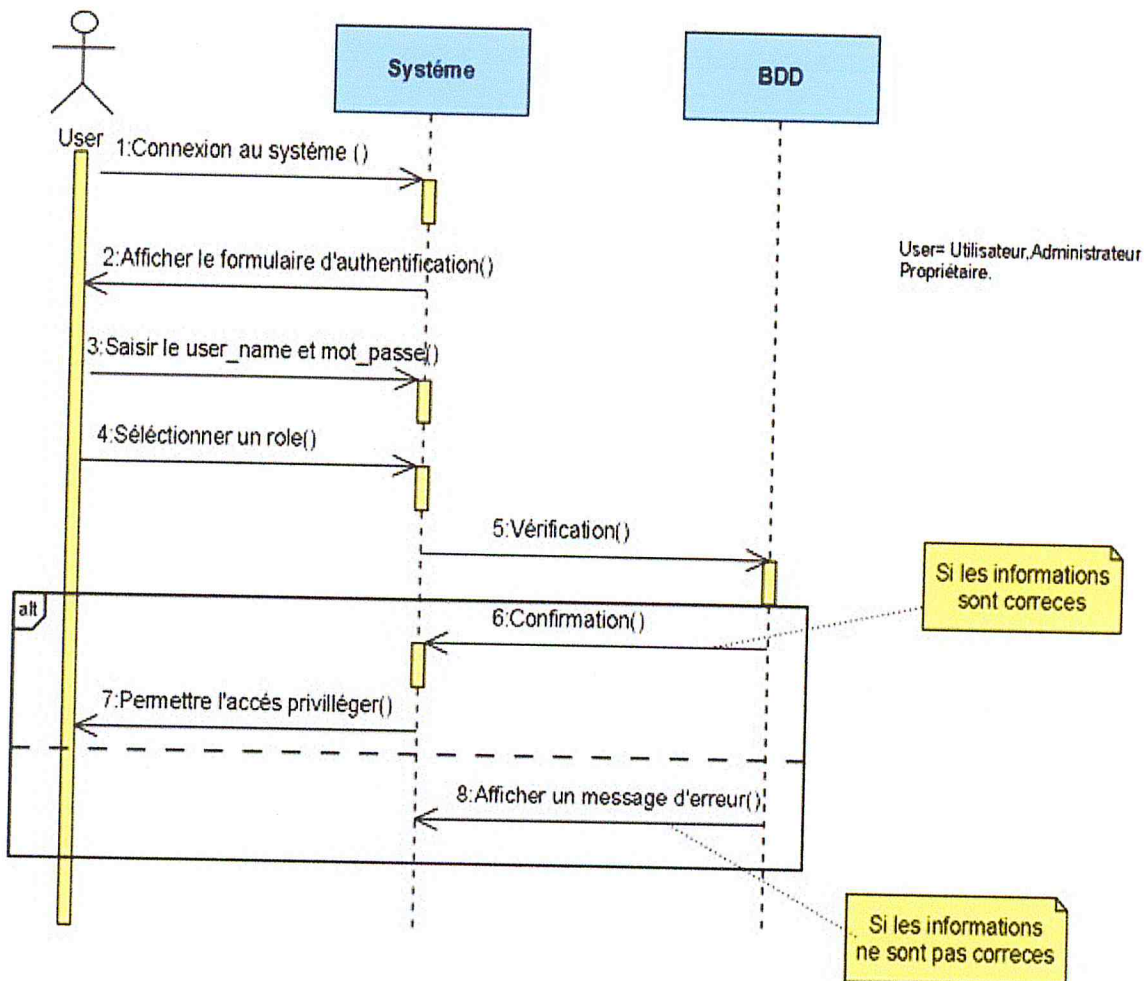 Systéme
BDD
User
1:Connexion au systéme ()
2:Afficher le formulaire d'authentification()
User= Utilisateur,Administrateur
Propriétaire.
3:Saisir le user_name et mot_passe()
4:Séléctionner un role()
5:Vérification()
Si les informations
sont correces
alt
6:Confirmation()
7:Permettre l'accés privilléger()
8:Afficher un message d'erreur()
Si les informations
ne sont pas correces